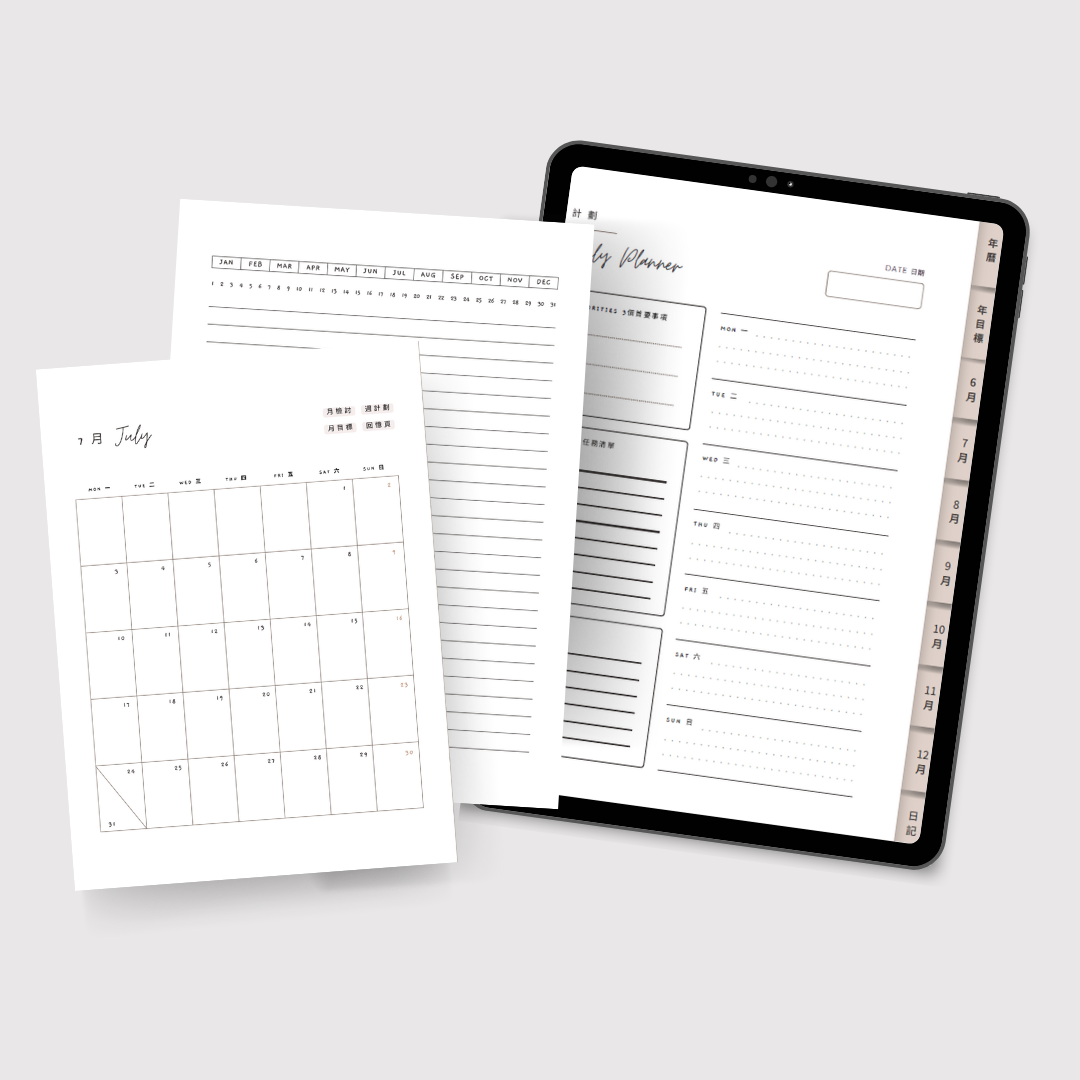 7 月 July
月檢討 週計劃
月目標 回憶頁
MON 一 TUE 二 WED 三 THU 四 FRI 五 SAT 六 SUN 日
1 2
3 4 5 6 7 8 9
10 11 12 13 14 15 16
17 18 19 20 21 22 23
24 25 26 27 28 29 30
31
JAN FEB MAR APR MAY JUN JUL AUG SEP OCT NOV DEC
1 2 3 4 5 6 7 8 9 10 11 12 13 14 15 16 17 18 19 20 21 22 23 24 25 26 27 28 29 30 31
計劃
Planner
DATE 日期
3個首要事項
任務清單
MON 一
TUE 二
WED 三
THU 四
FRI 五
SAT 六
SUN 日
年曆
年目標
6月
7月
8月
9月
10月
11月
12月
日記